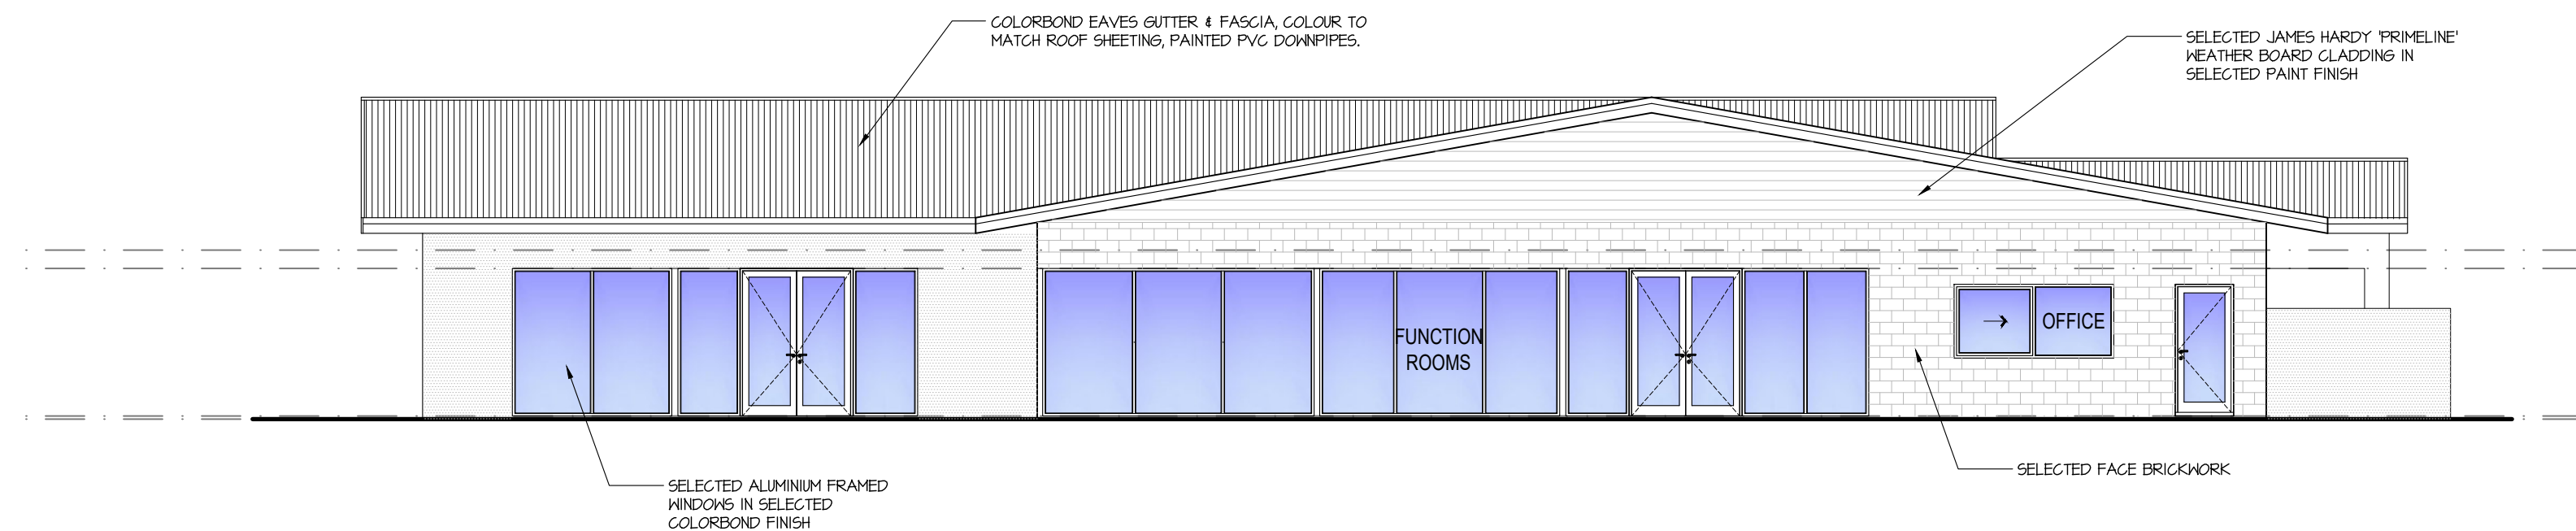 COLORBOND EAVES GUTTER & FASCIA, COLOUR TO
MATCH ROOF SHEETING, PAINTED PVC DOWNPIPES.
SELECTED JAMES HARDY 'PRIMELINE'
WEATHER BOARD CLADDING IN
SELECTED PAINT FINISH
FUNCTION
ROOMS
OFFICE
SELECTED FACE BRICKWORK
SELECTED ALUMINIUM FRAMED
WINDOWS IN SELECTED
COLORBOND FINISH